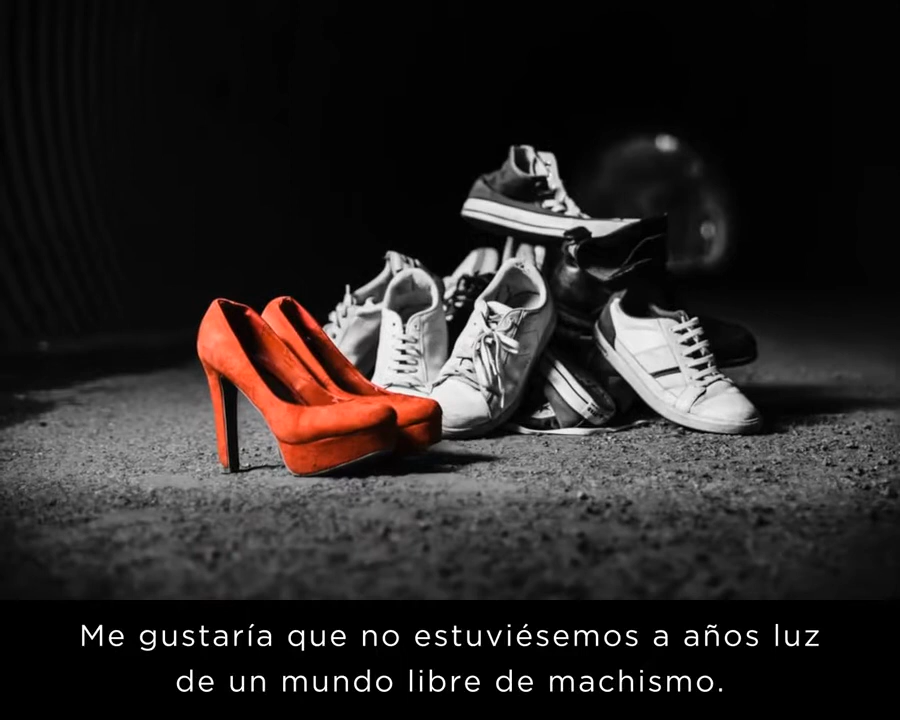 Me gustaría que no estuviésemos a años luz
de un mundo libre de machismo.